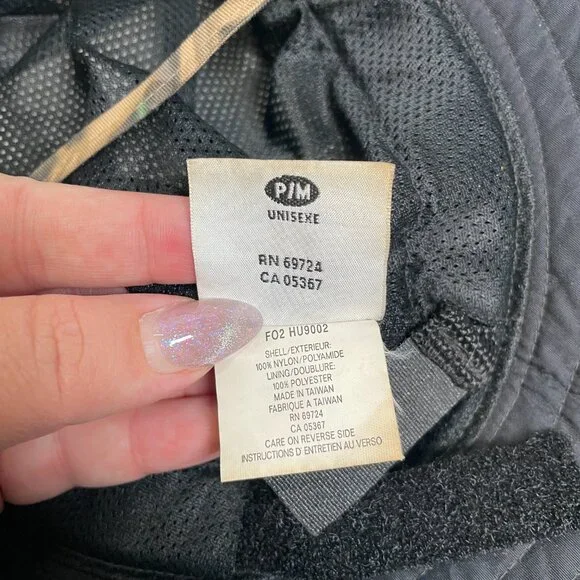 P/M
UNISEXE
RN 69724
CA 05367
FO2 HU9002
SHELL/EXTERIEUR:
100% NYLON/POLYAMIDE
LINING/DOUBLURE:
100% POLYESTER
MADE IN TAIWAN
FABRIQUE A TAIWAN
RN 69724
CA 05367
CARE ON REVERSE SIDE
INSTRUCTIONS D'ENTRETIEN AU VERSO